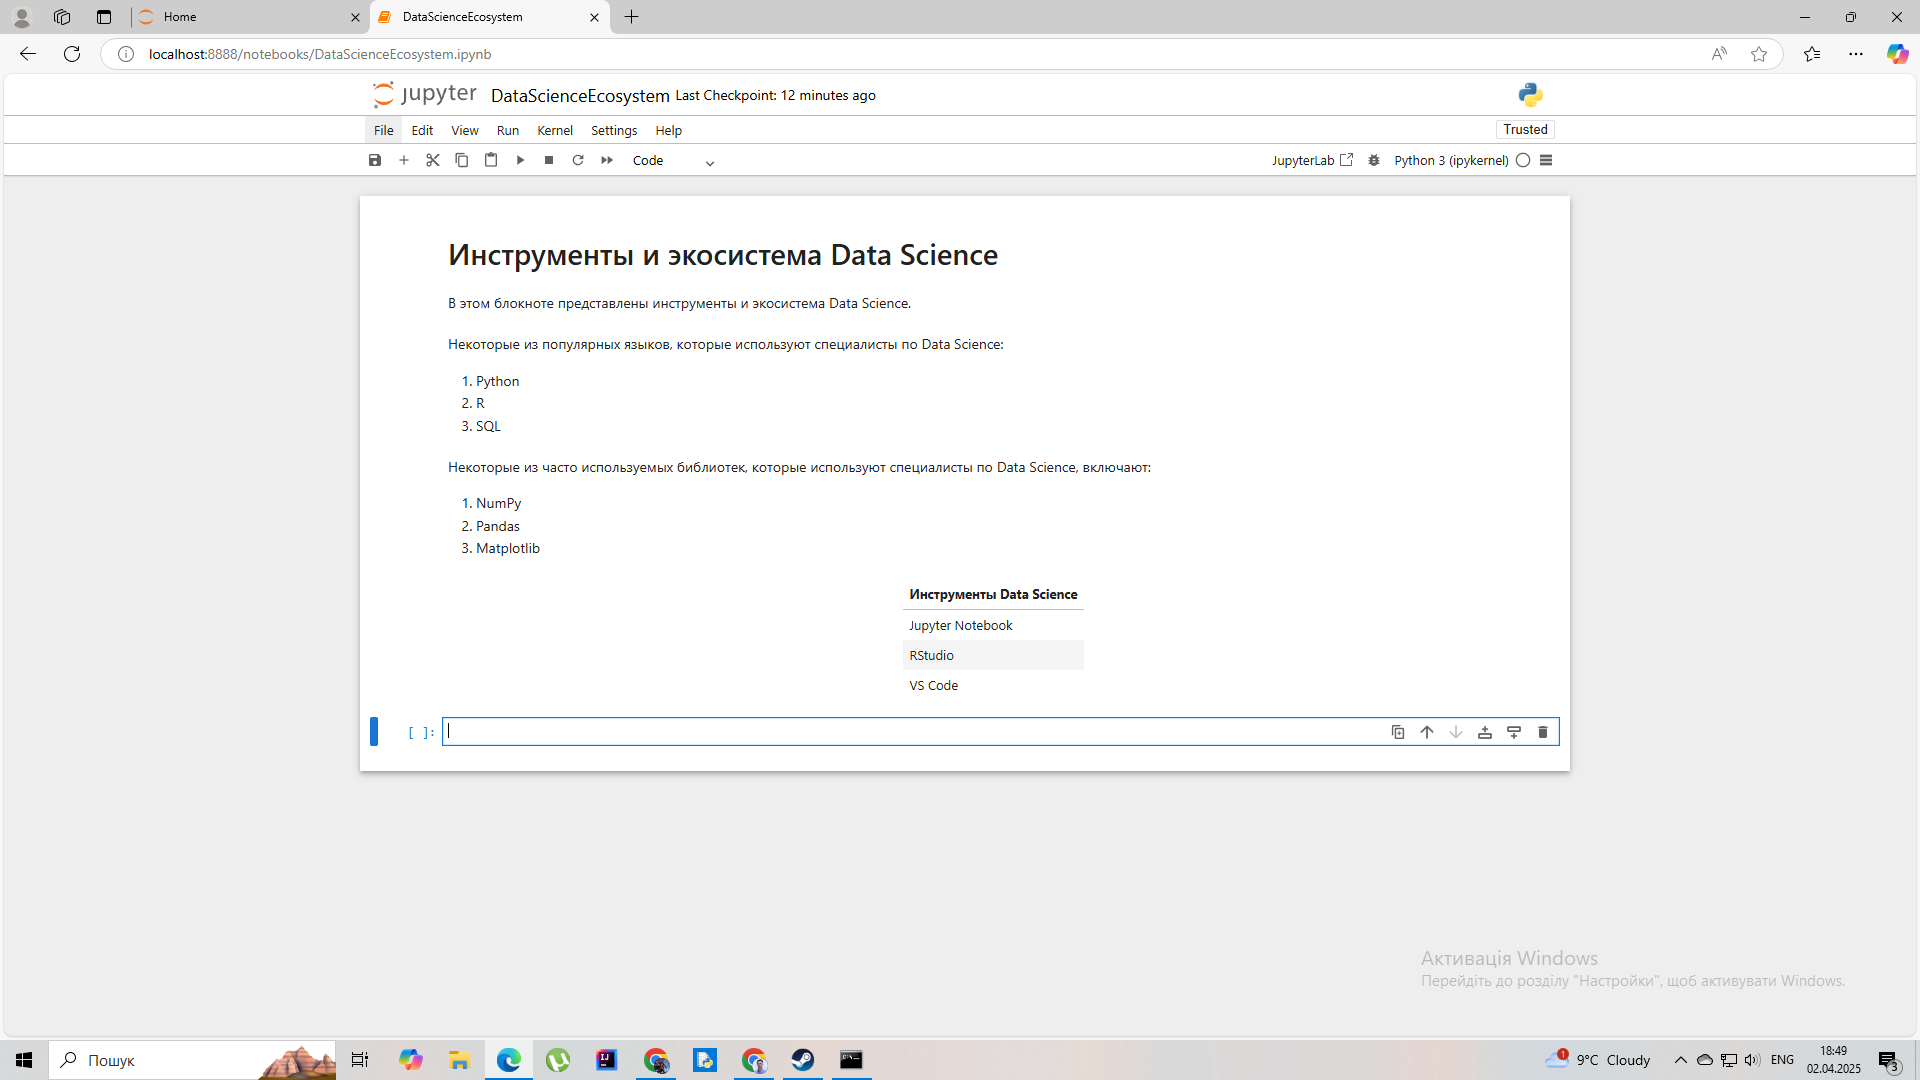 Home
DataScienceEcosystem
localhost:8888/notebooks/DataScienceEcosystem.ipynb
jupyter DataScienceEcosystem Last Checkpoint: 12 minutes ago
File Edit View Run Kernel Settings Help
Trusted
Code
JupyterLab
Python 3 (ipykernel)
Инструменты и экосистема Data Science
В этом блокноте представлены инструменты и экосистема Data Science.
Некоторые из популярных языков, которые используют специалисты по Data Science:
1. Python
2. R
3. SQL
Некоторые из часто используемых библиотек, которые используют специалисты по Data Science, включают:
1. NumPy
2. Pandas
3. Matplotlib
Инструменты Data Science
Jupyter Notebook
RStudio
VS Code
[ ]:
Активація Windows
Перейдіть до розділу "Настройки", щоб активувати Windows.
Пошук
1
9°C Cloudy
ENG
18:49
02.04.2025
3